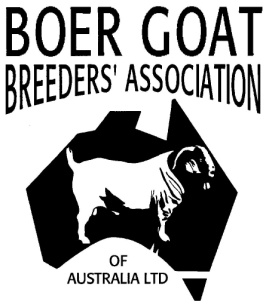 BOER GOAT
BREEDERS' ASSOCIATION
OF
AUSTRALIA LTD